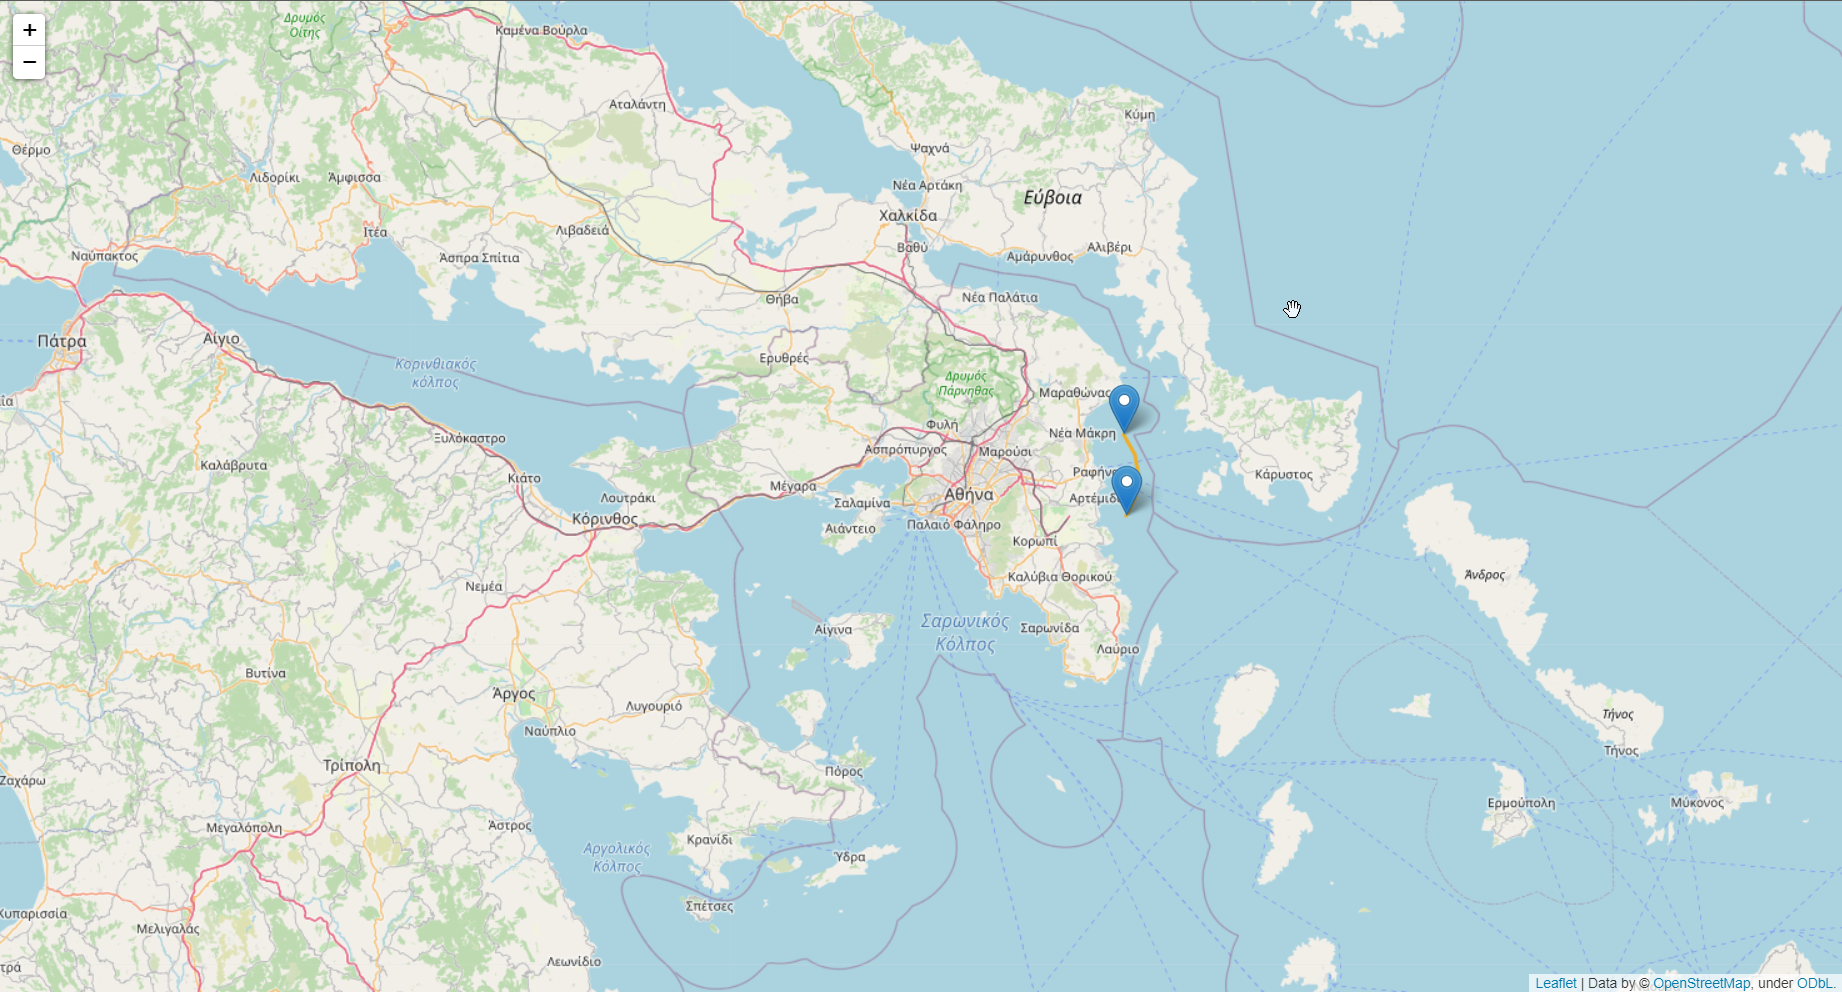 +
−
Δρυμός
Οίτης
Καμένα Βούρλα
Αταλάντη
Κύμη
Θέρμο
Ψαχνά
Λιδορίκι
Άμφισσα
Νέα Αρτάκη
Εύβοια
Χαλκίδα
Ιτέα
Λιβαδειά
Βαθύ
Αλιβέρι
Ναύπακτος
Άσπρα Σπίτια
Αμάρυνθος
Θήβα
Νέα Παλάτια
Πάτρα
Αίγιο
Ερυθρές
Κορινθιακός
κόλπος
Δρυμός
Πάρνηθας
Μαραθώνας
Φυλή
Νέα Μάκρη
Ξυλόκαστρο
Ασπρόπυργος
Μαρούσι
Καλάβρυτα
Ραφήνα
Κάρυστος
Κιάτο
Μέγαρα
Λουτράκι
Σαλαμίνα
Αθήνα
Αρτέμιδ
Κόρινθος
Αιάντειο
Παλαιό Φάληρο
Κορωπί
Νεμέα
Καλύβια Θορικού
Άνδρος
Αίγινα
Σαρωνικός
Κόλπος
Σαρωνίδα
Λαύριο
Βυτίνα
Άργος
Λυγουριό
Τήνος
Ναύπλιο
Τήνος
Τρίπολη
Πόρος
Ζαχάρω
Ερμούπολη
Μύκονος
Μεγαλόπολη
Άστρος
Κρανίδι
Αργολικός
Κόλπος
Ύδρα
Σπέτσες
Κυπαρισσία
Μελιγαλάς
Λεωνίδιο
τρά
Leaflet | Data by © OpenStreetMap, under ODbL.